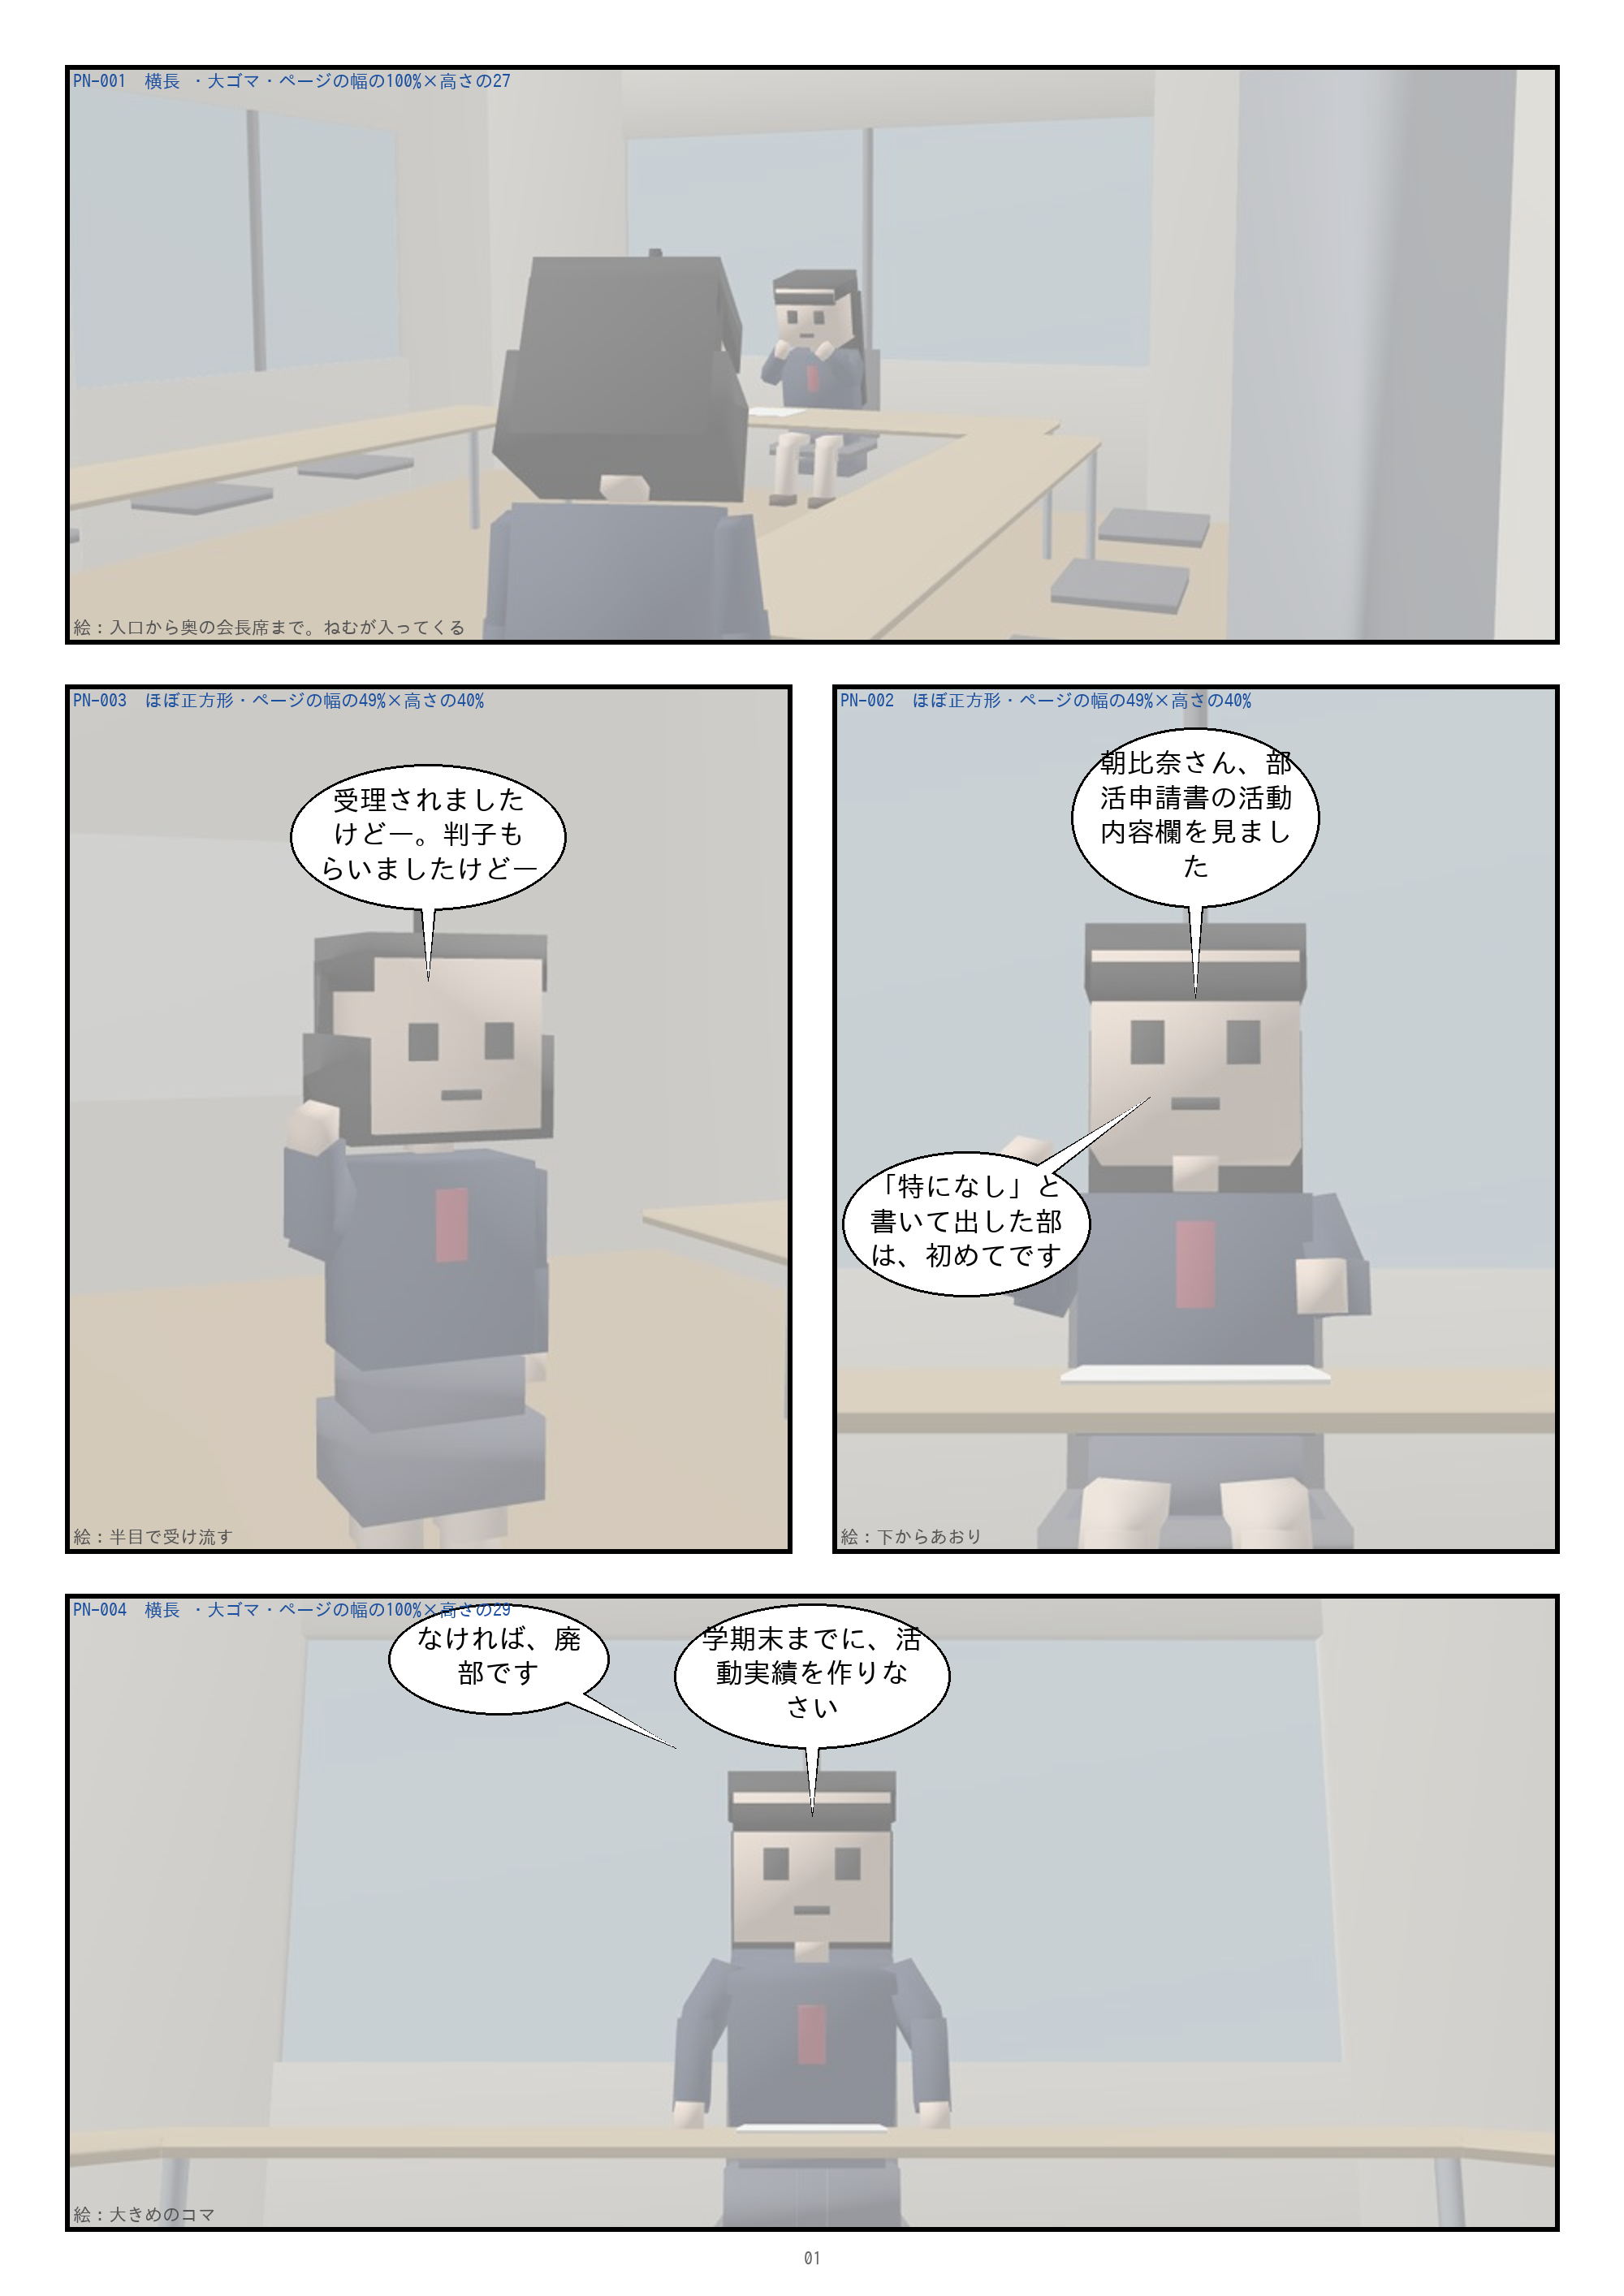 PN-001 横長 ・大ゴマ・ページの幅の100%×高さの27
絵：入口から奥の会長席まで。ねむが入ってくる
PN-002 ほぼ正方形・ページの幅の49%×高さの40%
朝比奈さん、部
活申請書の活動
内容欄を見まし
た
「特になし」と
書いて出した部
は、初めてです
絵：下からあおり
PN-003 ほぼ正方形・ページの幅の49%×高さの40%
受理されました
けどー。判子も
らいましたけどー
絵：半目で受け流す
PN-004 横長 ・大ゴマ・ページの幅の100%×高さの29
学期末までに、活
動実績を作りな
さい
なければ、廃
部です
絵：大きめのコマ
01